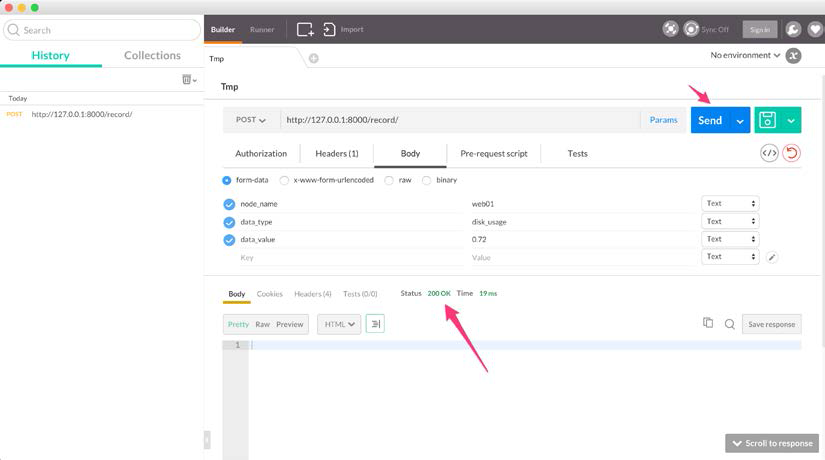 Search
Builder
Runner
Import
Sync Off
Sign in
History
Collections
Tmp
No environment
x
Today
POST http://127.0.0.1:8000/record/
Tmp
POST http://127.0.0.1:8000/record/ Params Send
Authorization Headers (1) Body Pre-request script Tests
form-data x-www-form-urlencoded raw binary
node_name web01 Text
data_type disk_usage Text
data_value 0.72 Text
Key Value Text
Body Cookies Headers (4) Tests (0/0) Status 200 OK Time 19 ms
Pretty Raw Preview HTML Save response
1
Scroll to response